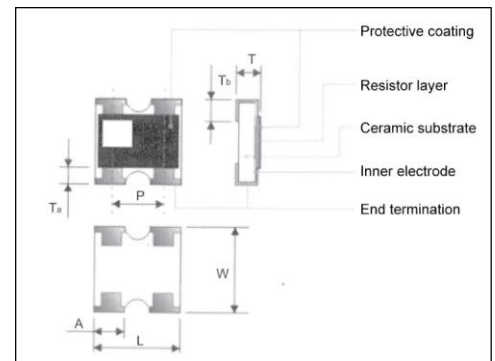 Protective coating
T
Tb
Resistor layer
Ceramic substrate
Inner electrode
P
Ta
End termination
W
A
L